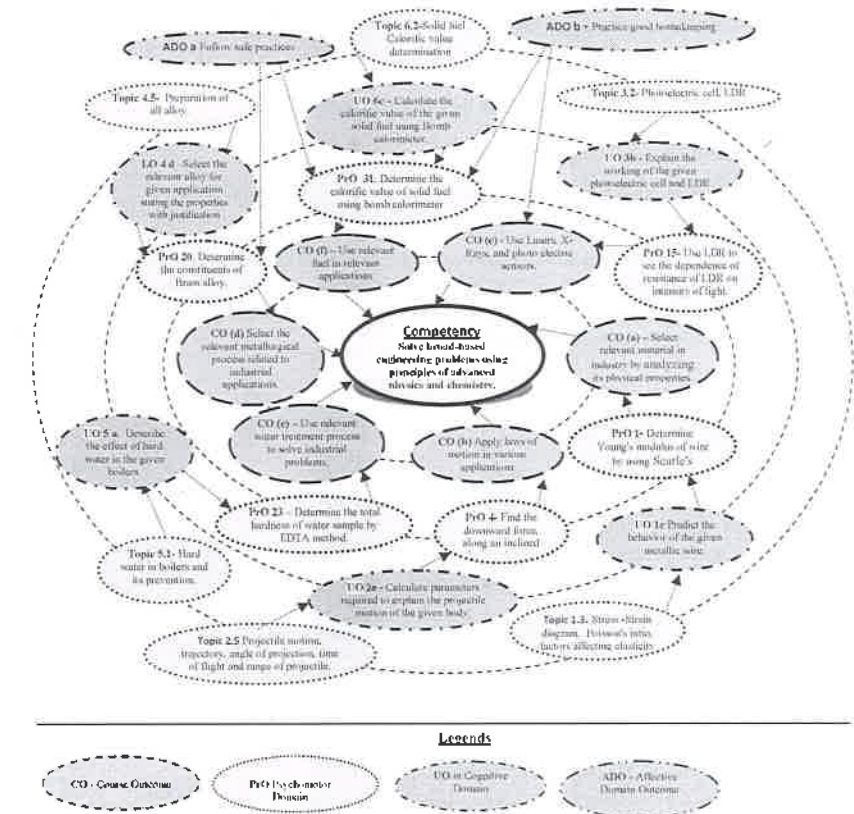 Topic 6.2-Solid fuel
Calorific value
determination
ADO a Follow safe practices
ADO b - Practice good housekeeping
Topic 4.5- Preparation of
all alloy.
UO 6c - Calculate the
calorific value of the given
solid fuel using Bomb
calorimeter.
Topic 3.2- Photoelectric cell, LDR
LO 4 d -Select the
relevant alloy for
given application
stating the properties
with justification
PrO 31: Determine the
calorific value of solid fuel
using bomb calorimeter
UO 3b - Explain the
working of the given
photoelectric cell and LDR
PrO 20. Determine
the constituents of
Brass alloy.
CO (f) – Use relevant
fuel in relevant
applications
CO (c) - Use Lasers, X-
Rays, and photo electric
sensors.
PrO 15- Use LDR to
see the dependence of
resistance of LDR on
intensity of light.
CO (d) Select the
relevant metallurgical
process related to
industrial
applications.
Competency
Solve broad-based
engineering problems using
principles of advanced
physics and chemistry.
CO (a) – Select
relevant material in
industry by analyzing
its physical properties.
UO 5 a. Describe
the effect of hard
water in the given
boilers.
CO (e) – Use relevant
water treatment process
to solve industrial
problems.
CO (b) Apply laws of
motion in various
applications
PrO 1- Determine
Young's modulus of wire
by using Searle's
PrO 23 – Determine the total
hardness of water sample by
EDTA method.
PrO 4- Find the
downward force,
along an inclined
UO 1c Predict the
behavior of the given
metallic wire.
Topic 5.1- Hard
water in boilers and
its prevention.
UO 2e - Calculate parameters
required to explain the projectile
motion of the given body.
Topic 1.3. Stress -Strain
diagram, Poisson's ratio,
factors affecting elasticity
Topic 2.5 Projectile motion,
trajectory, angle of projection, time
of flight and range of projectile.
Legends
CO - Course Outcome
PrO Psychomotor
Domain
UO in Cognitive
Domain
ADO - Affective
Domain Outcome